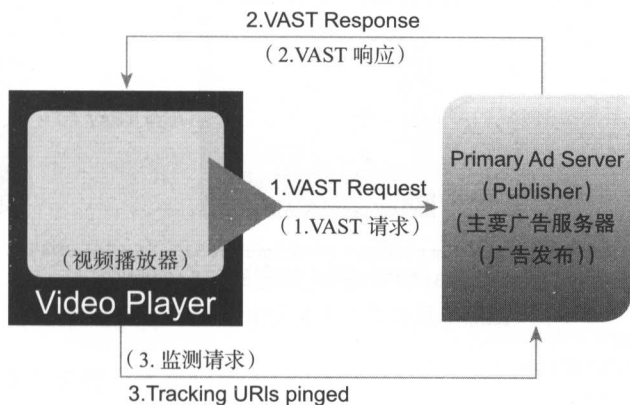 2.VAST Response
（2.VAST 响应）
1.VAST Request
（1.VAST 请求）
Primary Ad Server
（Publisher）
（主要广告服务器
（广告发布））
（视频播放器）
Video Player
（3. 监测请求）
3.Tracking URIs pinged